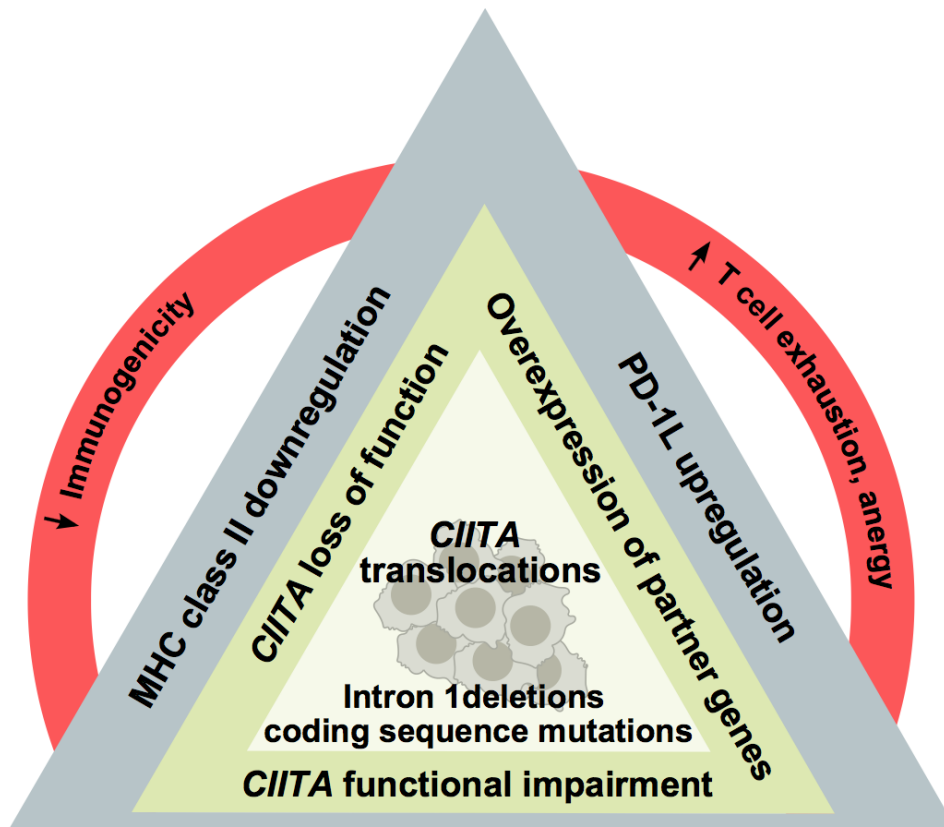 ↓ Immunogenicity
↑ T cell exhaustion, anergy
MHC class II downregulation
PD-1L upregulation
CIITA loss of function
Overexpression of partner genes
CIITA
translocations
Intron 1deletions
coding sequence mutations
CIITA functional impairment